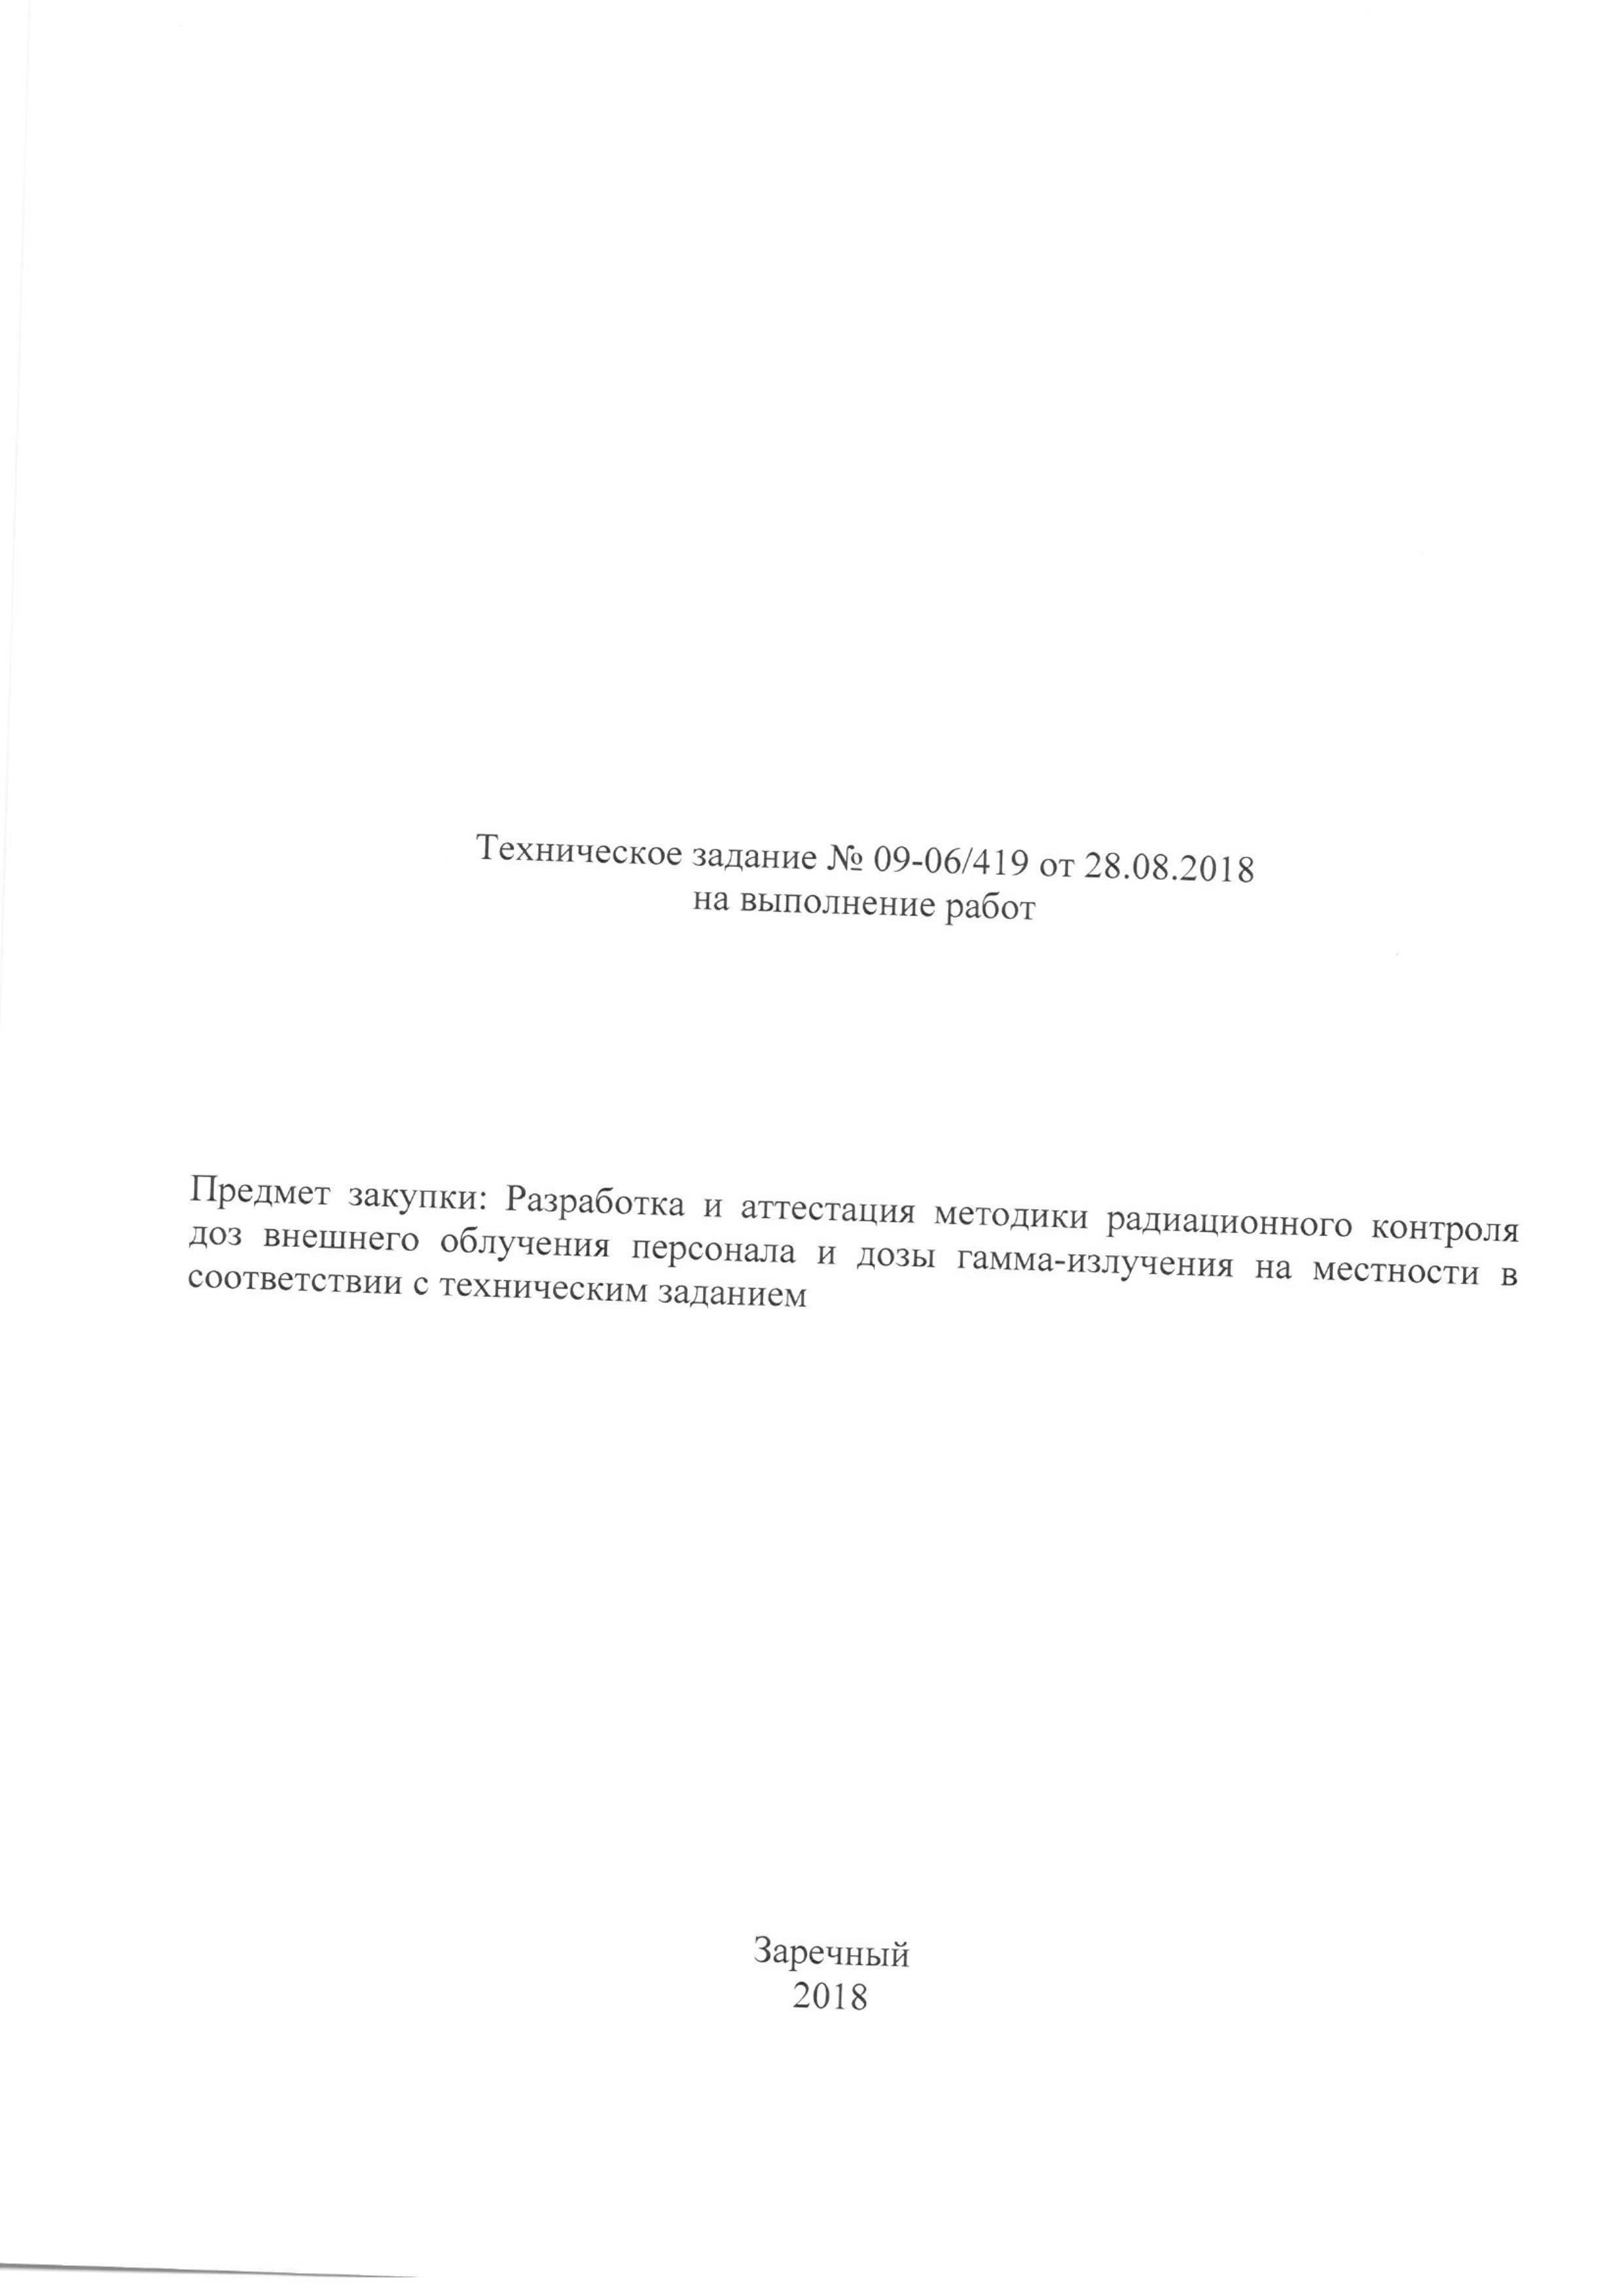 Техническое задание № 09-06/419 от 28.08.2018
на выполнение работ
Предмет закупки: Разработка и аттестация методики радиационного контроля
доз внешнего облучения персонала и дозы гамма-излучения на местности в
соответствии с техническим заданием
Заречный
2018